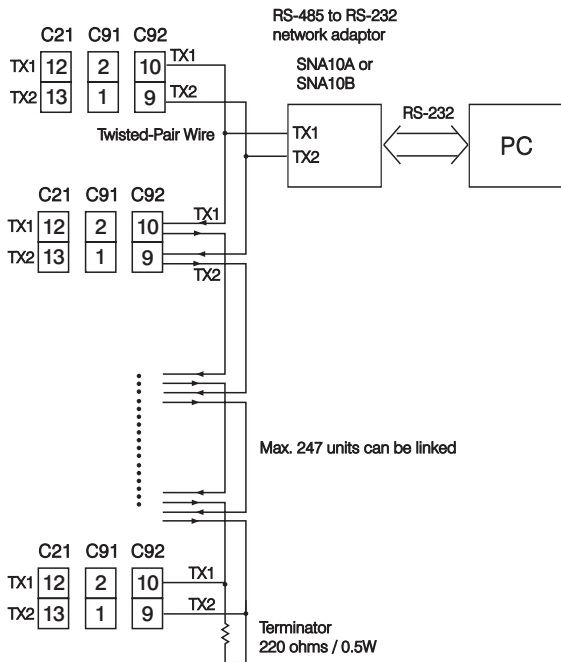 RS-485 to RS-232
network adaptor
SNA10A or
SNA10B
C21 C91 C92
TX1 12 2 10 TX1
TX2 13 1 9 TX2
Twisted-Pair Wire
TX1
TX2
RS-232
PC
C21 C91 C92
TX1 12 2 10 TX1
TX2 13 1 9 TX2
Max. 247 units can be linked
C21 C91 C92
TX1 12 2 10 TX1
TX2 13 1 9 TX2
Terminator
220 ohms / 0.5W